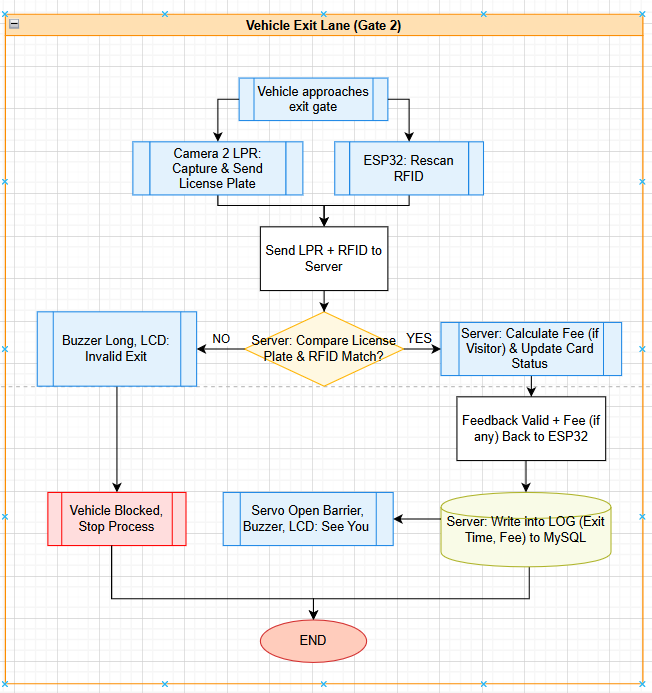 Vehicle Exit Lane (Gate 2)
Vehicle approaches
exit gate
Camera 2 LPR:
Capture & Send
License Plate
ESP32: Rescan
RFID
Send LPR + RFID to
Server
Buzzer Long, LCD:
Invalid Exit
NO
Server: Compare License
Plate & RFID Match?
YES
Server: Calculate Fee (if
Visitor) & Update Card
Status
Feedback Valid + Fee (if
any) Back to ESP32
Vehicle Blocked,
Stop Process
Servo Open Barrier,
Buzzer, LCD: See You
Server: Write into LOG (Exit
Time, Fee) to MySQL
END